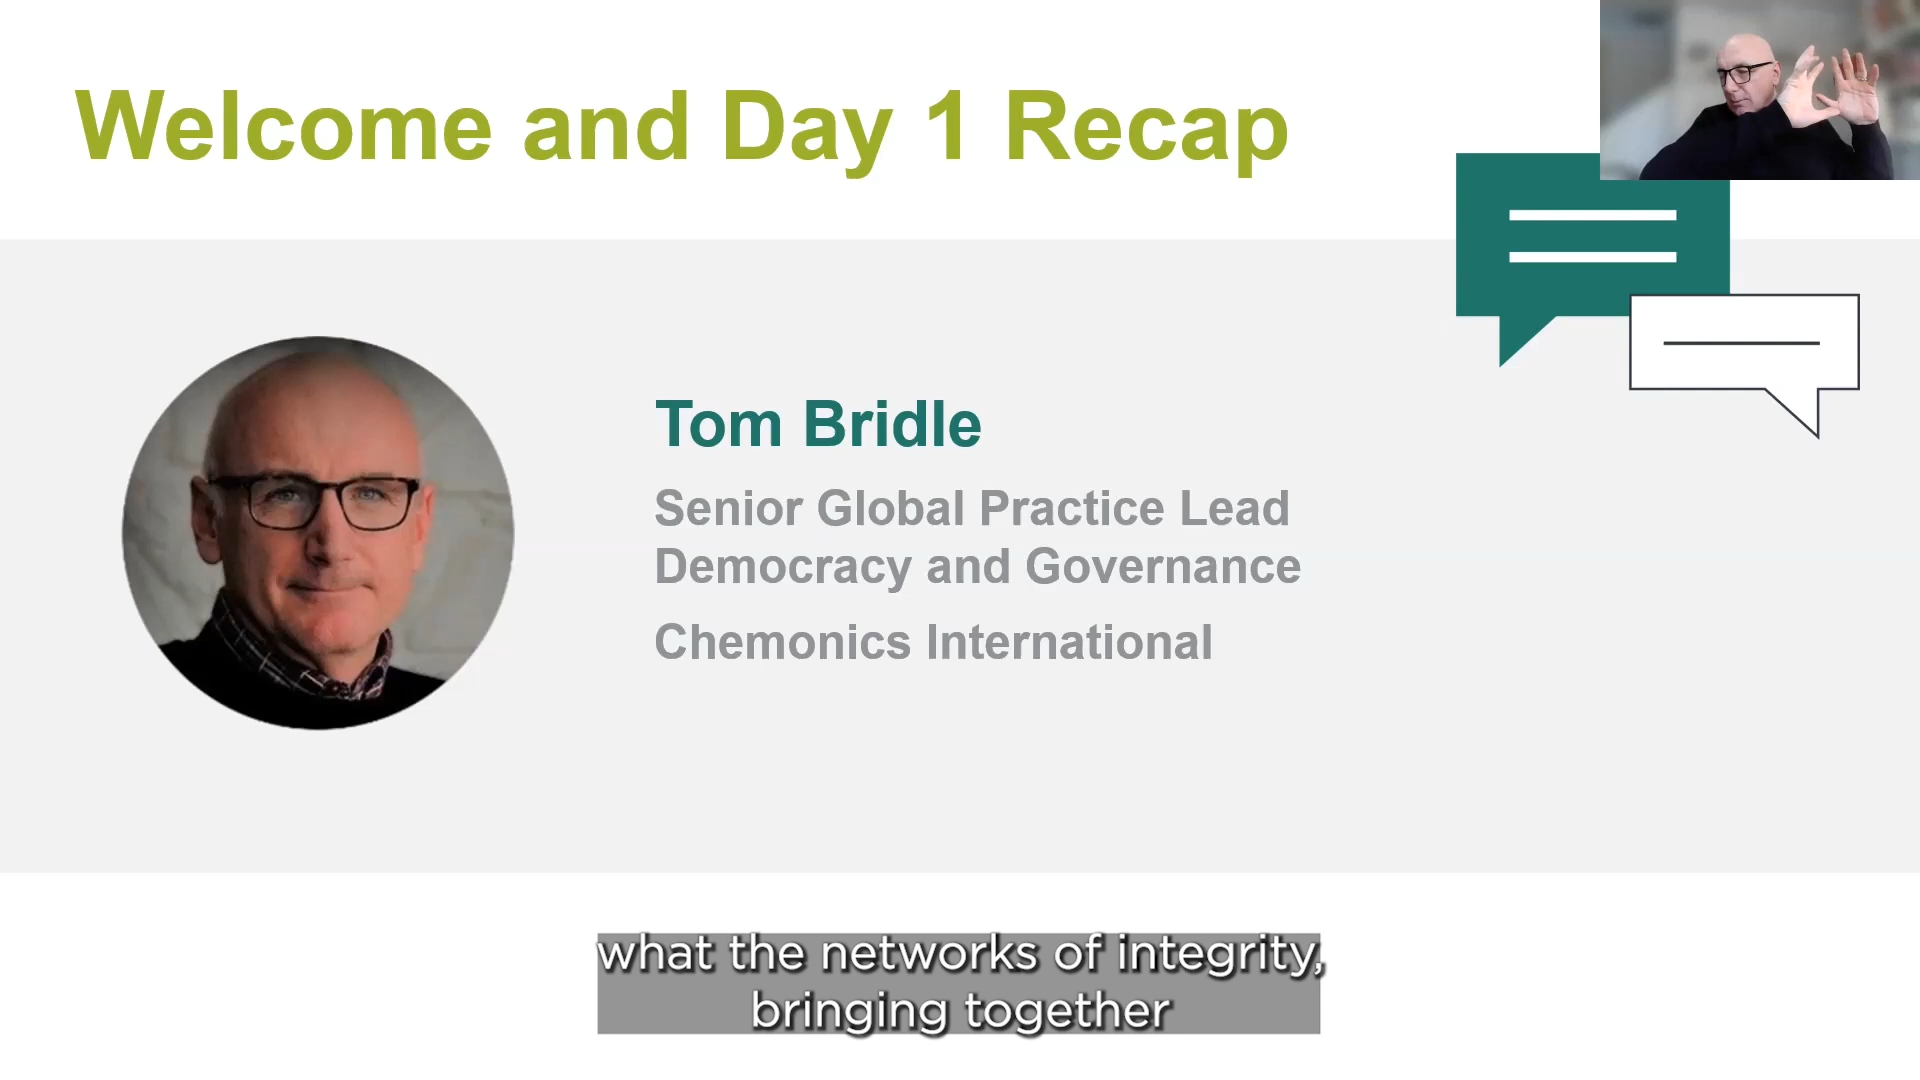 Welcome and Day 1 Recap
Tom Bridle
Senior Global Practice Lead
Democracy and Governance
Chemonics International
what the networks of integrity,
bringing together